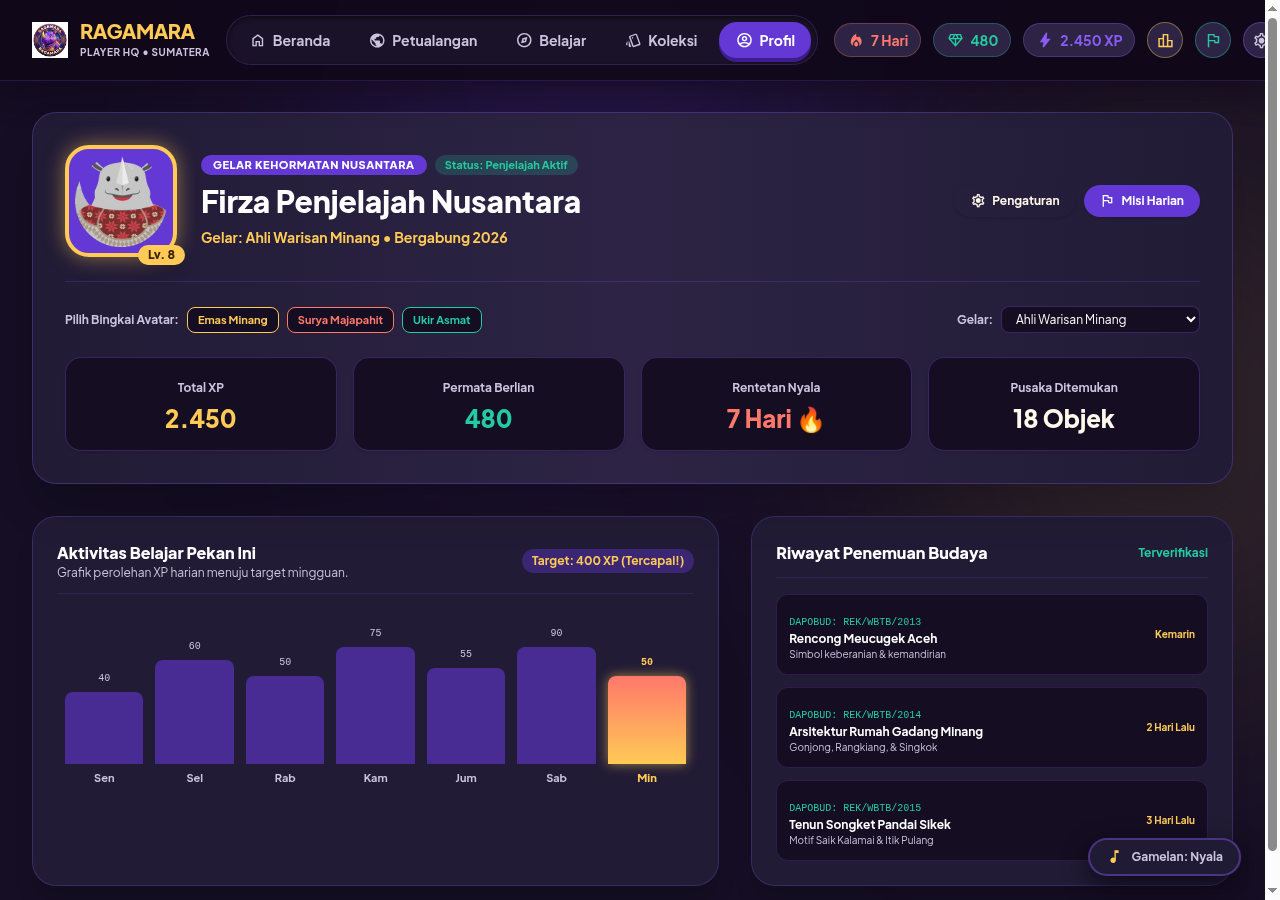 RAGAMARA
PLAYER HQ • SUMATERA
Beranda
Petualangan
Belajar
Koleksi
Profil
7 Hari
480
2.450 XP
GELAR KEHORMATAN NUSANTARA
Status: Penjelajah Aktif
Firza Penjelajah Nusantara
Gelar: Ahli Warisan Minang • Bergabung 2026
Lv. 8
Pengaturan
Misi Harian
Pilih Bingkai Avatar:
Emas Minang
Surya Majapahit
Ukir Asmat
Gelar:
Ahli Warisan Minang
Total XP
2.450
Permata Berlian
480
Rentetan Nyala
7 Hari 🔥
Pusaka Ditemukan
18 Objek
Aktivitas Belajar Pekan Ini
Grafik perolehan XP harian menuju target mingguan.
Target: 400 XP (Tercapai!)
40
60
50
75
55
90
50
Sen
Sel
Rab
Kam
Jum
Sab
Min
Riwayat Penemuan Budaya
Terverifikasi
DAPOBUD: REK/WBTB/2013
Rencong Meucugek Aceh
Simbol keberanian & kemandirian
Kemarin
DAPOBUD: REK/WBTB/2014
Arsitektur Rumah Gadang Minang
Gonjong, Rangkiang, & Singkok
2 Hari Lalu
DAPOBUD: REK/WBTB/2015
Tenun Songket Pandai Sikek
Motif Saik Kalamai & Itik Pulang
3 Hari Lalu
Gamelan: Nyala